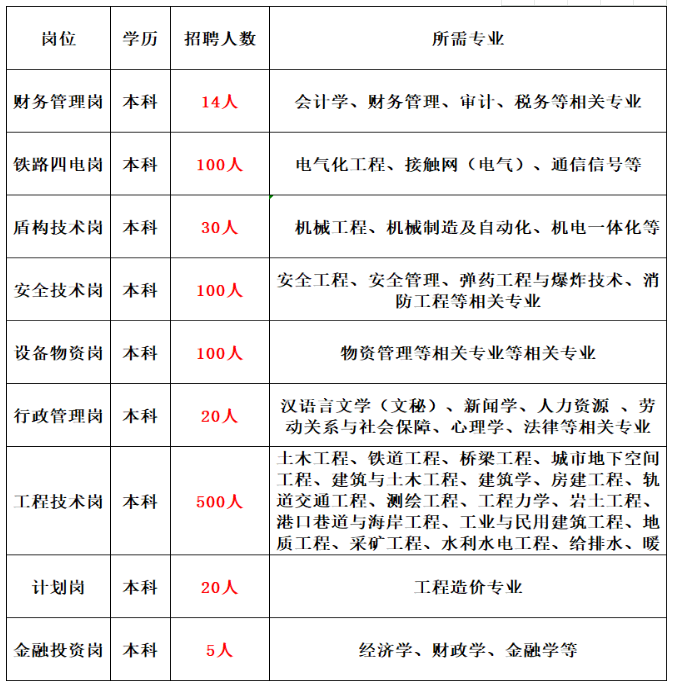 岗位 学历 招聘人数 所需专业
财务管理岗 本科 14人 会计学、财务管理、审计、税务等相关专业
铁路四电岗 本科 100人 电气化工程、接触网（电气）、通信信号等
盾构技术岗 本科 30人 机械工程、机械制造及自动化、机电一体化等
安全技术岗 本科 100人 安全工程、安全管理、弹药工程与爆炸技术、消
防工程等相关专业
设备物资岗 本科 100人 物资管理等相关专业等相关专业
行政管理岗 本科 20人 汉语言文学（文秘）、新闻学、人力资源 、劳
动关系与社会保障、心理学、法律等相关专业
工程技术岗 本科 500人 土木工程、铁道工程、桥梁工程、城市地下空间
工程、建筑与土木工程、建筑学、房建工程、轨
道交通工程、测绘工程、工程力学、岩土工程、
港口巷道与海岸工程、工业与民用建筑工程、地
质工程、采矿工程、水利水电工程、给排水、暖
计划岗 本科 20人 工程造价专业
金融投资岗 本科 5人 经济学、财政学、金融学等